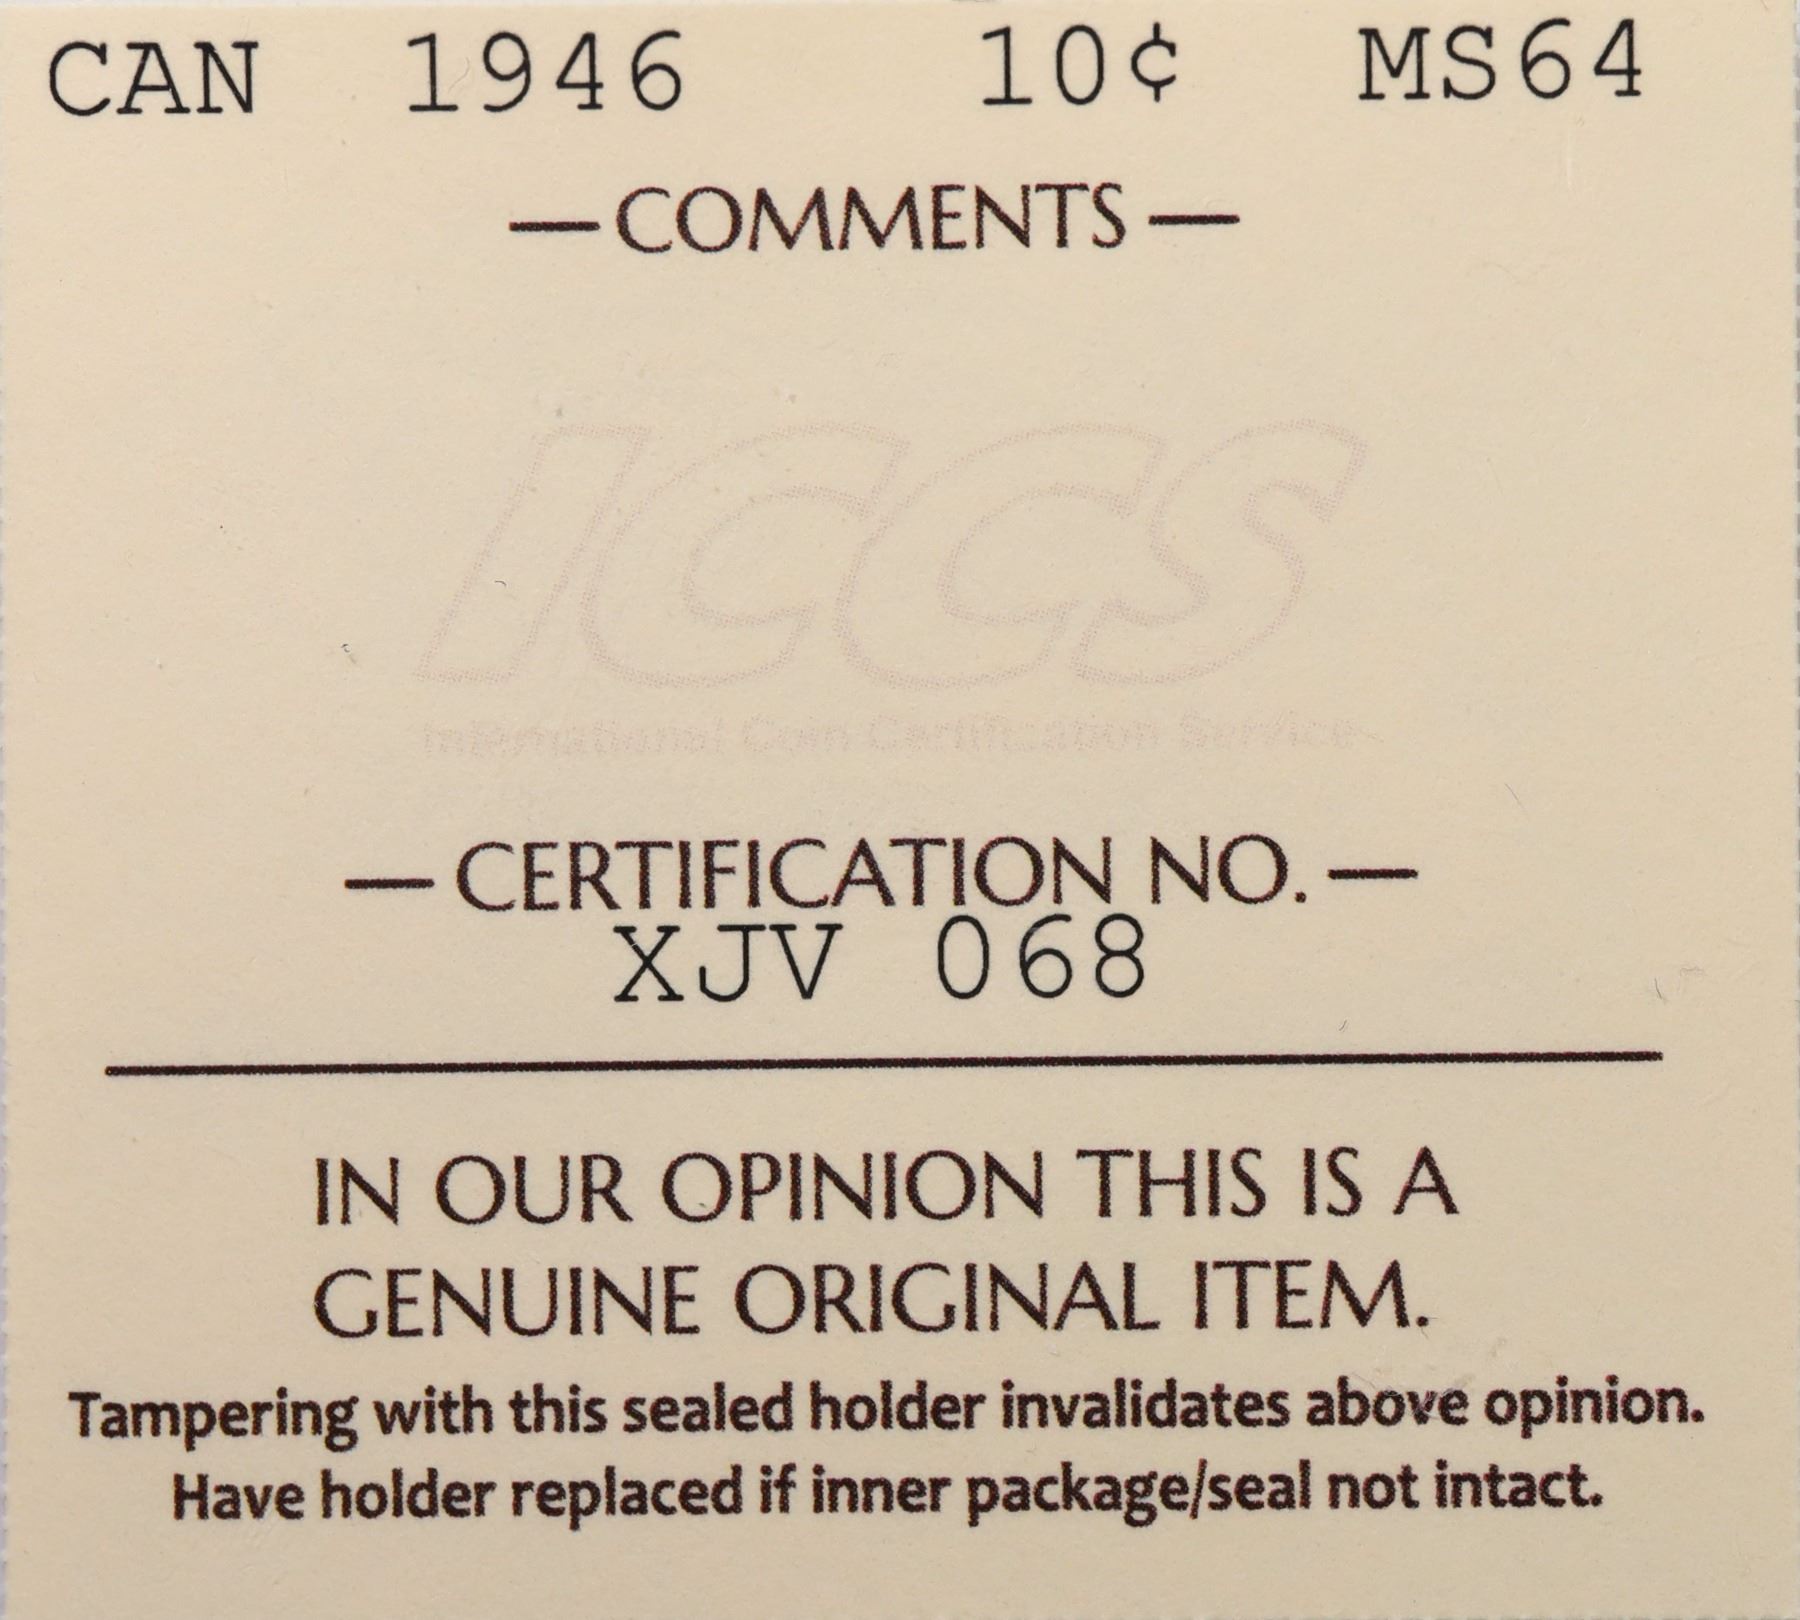 CAN 1946 10¢ MS64
—COMMENTS—
ICCS
International Coin Certification Service
—CERTIFICATION NO.—
XJV 068
IN OUR OPINION THIS IS A
GENUINE ORIGINAL ITEM.
Tampering with this sealed holder invalidates above opinion.
Have holder replaced if inner package/seal not intact.